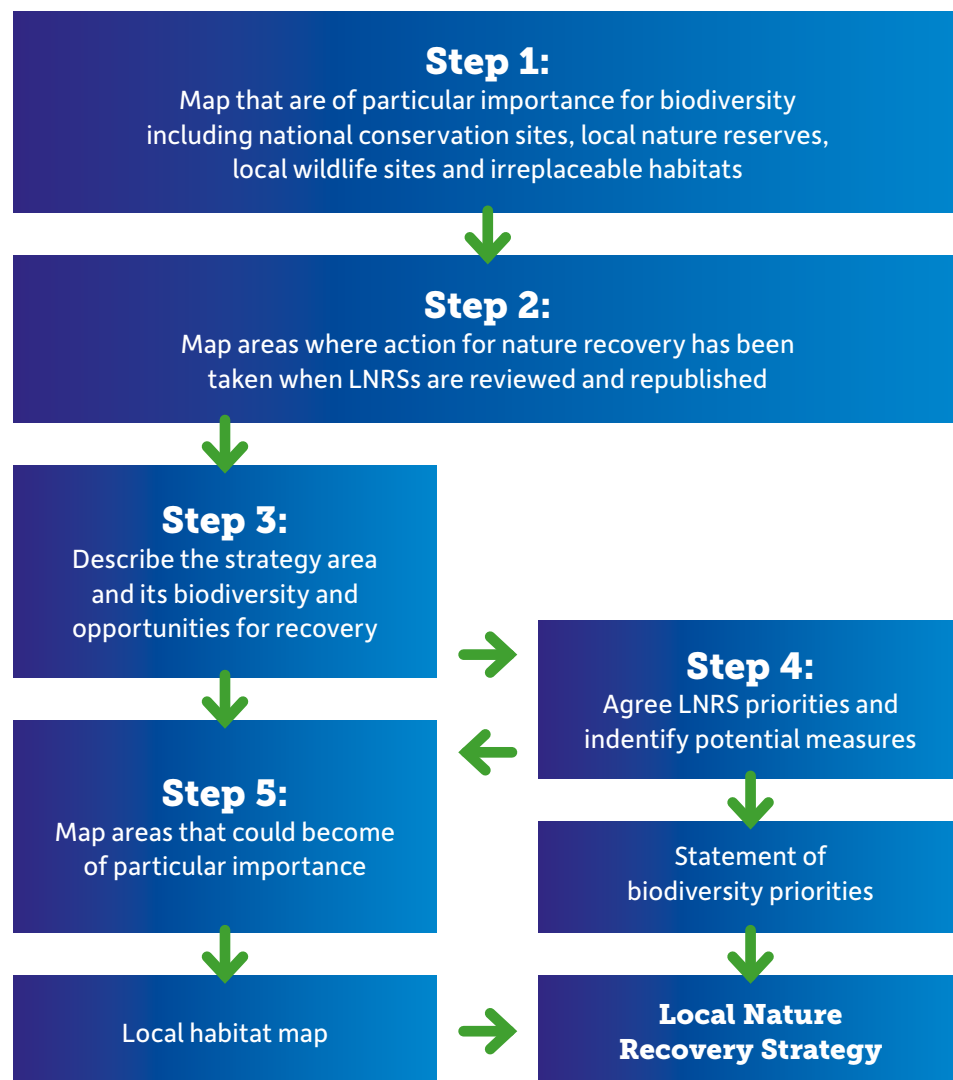 Step 1:
Map that are of particular importance for biodiversity
including national conservation sites, local nature reserves,
local wildlife sites and irreplaceable habitats
Step 2:
Map areas where action for nature recovery has been
taken when LNRSs are reviewed and republished
Step 3:
Describe the strategy area
and its biodiversity and
opportunities for recovery
Step 4:
Agree LNRS priorities and
indentify potential measures
Step 5:
Map areas that could become
of particular importance
Statement of
biodiversity priorities
Local habitat map
Local Nature
Recovery Strategy